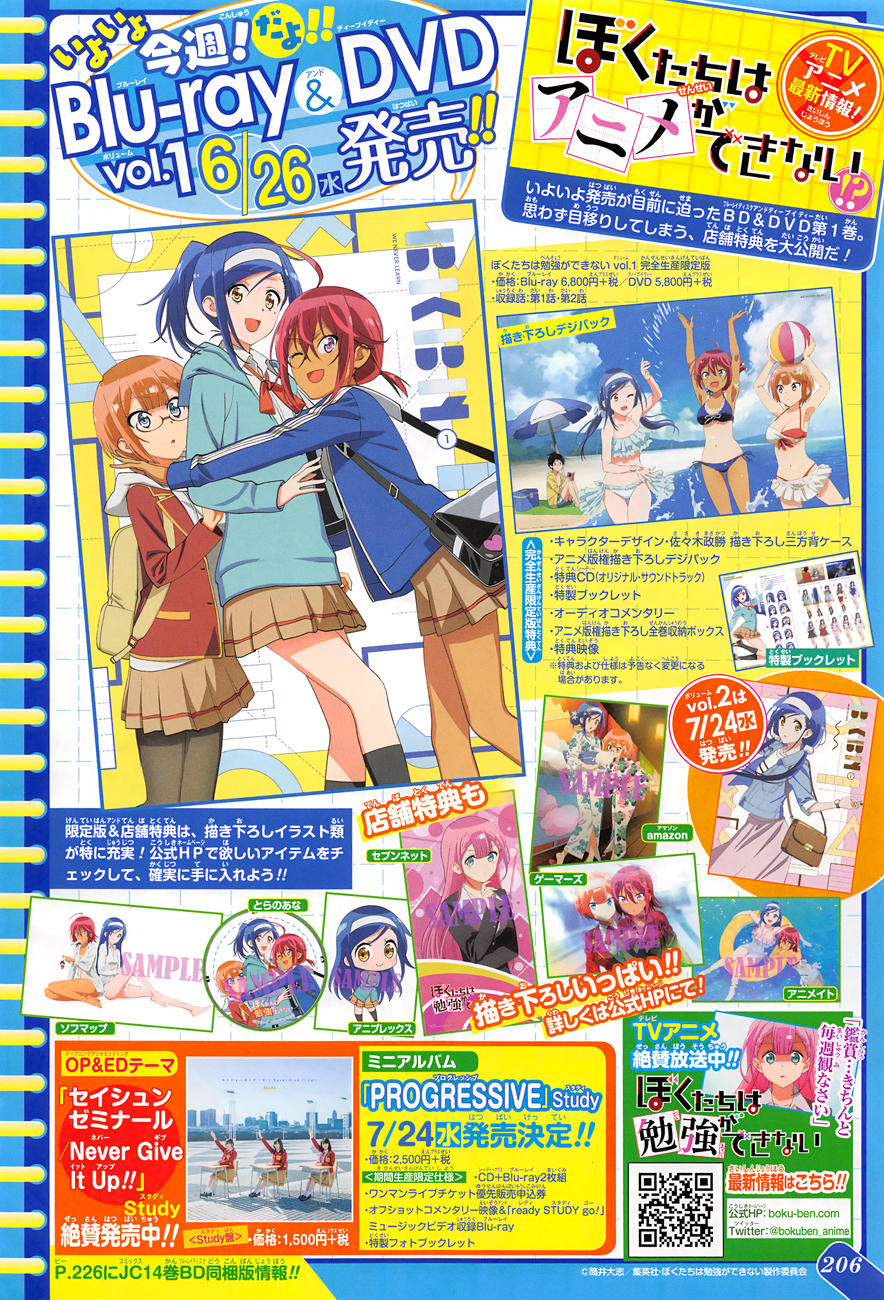 いよいよ今週！だよ!!
Blu-ray & DVD
vol.1 6/26水 発売!!
ぼくたちは
アニメが
できない!?
TVアニメ
最新情報!
いよいよ発売が目前に迫ったBD&DVD第1巻。
思わず目移りしてしまう、店舗特典を大公開だ！
ぼくたちは勉強ができない vol.1 完全生産限定版
・価格:Blu-ray 6,800円+税／DVD 5,800円+税
・収録話:第1話・第2話
描き下ろしデジパック
WE NEVER LEARN
BOKUBEN
1
<完全生産限定版特典>
・キャラクターデザイン・佐々木政勝 描き下ろし三方背ケース
・アニメ版権描き下ろしデジパック
・特典CD(オリジナル・サウンドトラック)
・特製ブックレット
・オーディオコメンタリー
・アニメ版権描き下ろし全巻収納ボックス
・特典映像
※特典および仕様は予告なく変更になる
場合があります。
特製ブックレット
vol.2は
7/24水
発売!!
限定版&店舗特典は、描き下ろしイラスト類
が特に充実！公式HPで欲しいアイテムをチ
ェックして、確実に手に入れよう!!
店舗特典も
セブンネット
アマゾン
amazon
ゲーマーズ
とらのあな
ソフマップ
アニプレックス
アニメイト
SAMPLE
SAMPLE
SAMPLE
SAMPLE
SAMPLE
SAMPLE
ぼくたちは
勉強ができない
描き下ろしいっぱい!!
詳しくは公式HPにて!
OP&EDテーマ
「セイシュン
ゼミナール
/Never Give
It Up!!」
Study
絶賛発売中!!
<Study盤>
・価格:1,500円+税
ミニアルバム
「PROGRESSIVE」Study
7/24水発売決定!!
・価格:2,500円+税
<期間生産限定仕様>
・CD+Blu-ray2枚組
・ワンマンライブチケット優先販売申込券
・オフショットコメンタリー映像&「ready STUDY go!」
ミュージックビデオ収録Blu-ray
・特製フォトブックレット
TVアニメ
絶賛放送中!!
「鑑賞…きちんと
毎週観なさい」
ぼくたちは
勉強が
できない
最新情報はこちら!!
公式HP: boku-ben.com
Twitter:@bokuben_anime
P.226にJC14巻BD同梱版情報!!
©筒井大志／集英社・ぼくたちは勉強ができない製作委員会
206